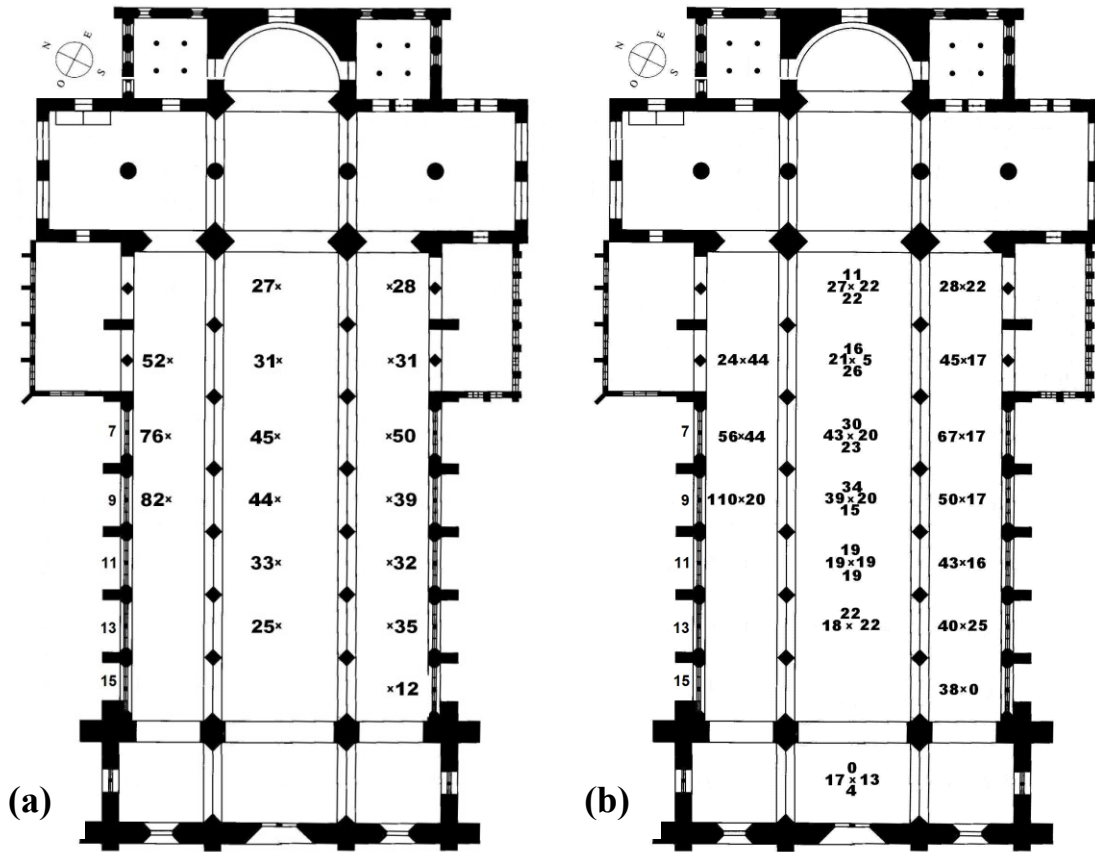 N E
O S
27× ×28
52× 31× ×31
7 76× 45× ×50
9 82× 44× ×39
11 33× ×32
13 25× ×35
15 ×12
(a)
N E
O S
11
27×22 28×22
22
16
24×44 21×5 45×17
26
30
7 56×44 43×20 67×17
23
34
9 110×20 39×20 50×17
15
19
11 19×19 43×16
19
22
13 18×22 40×25
15 38×0
0
17×13
4
(b)